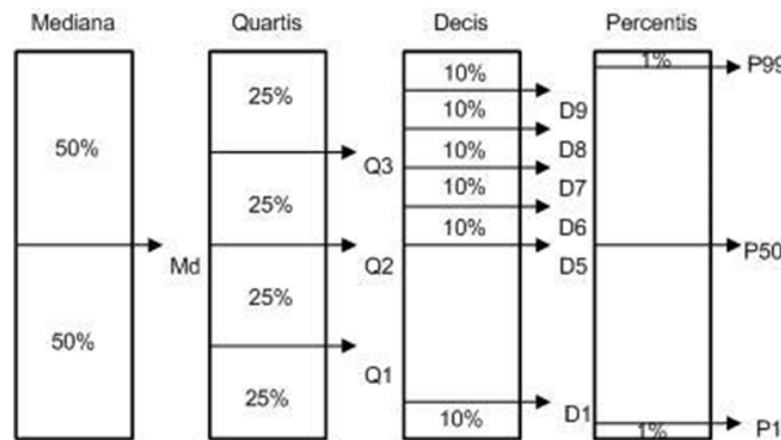 Mediana Quartis Decis Percentis
1% P99
10%
25% 10% D9
50% 10% D8
Q3 10% D7
25% 10% D6
Md Q2 D5 P50
25%
50%
Q1
25% 10% D1 1% P1